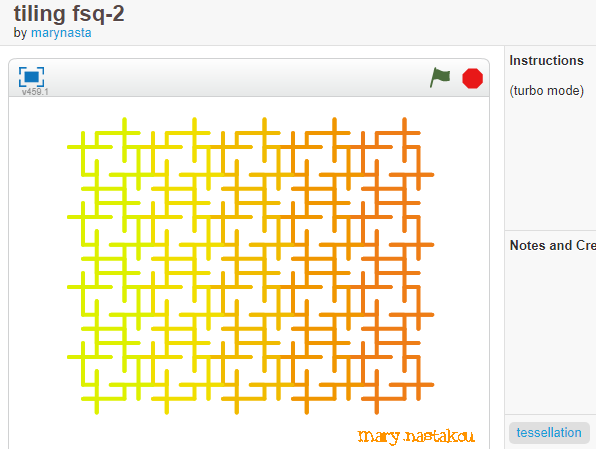 tiling fsq-2
by marynasta
v459.1
Instructions
(turbo mode)
Notes and Cre
mary nastakou
tessellation